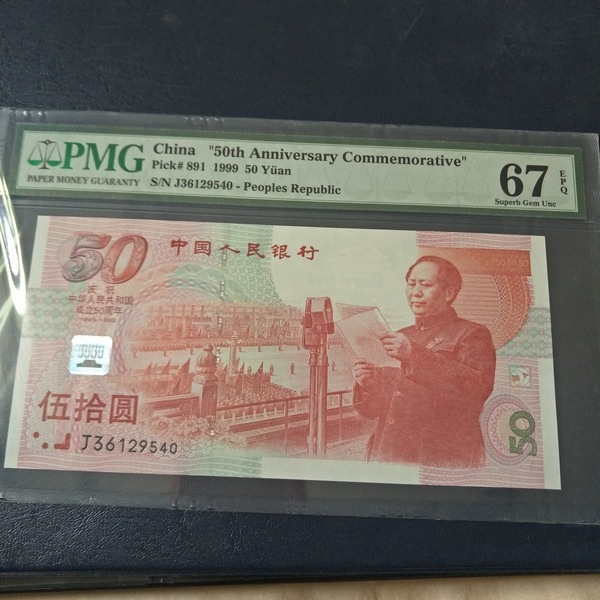 PMG
PAPER MONEY GUARANTY
China "50th Anniversary Commemorative"
Pick# 891 1999 50 Yüan
S/N J36129540 - Peoples Republic
67
EPQ
Superb Gem Unc
50
中国人民银行
庆祝
中华人民共和国
成立50周年
1949-1999
伍拾圆
J36129540
50